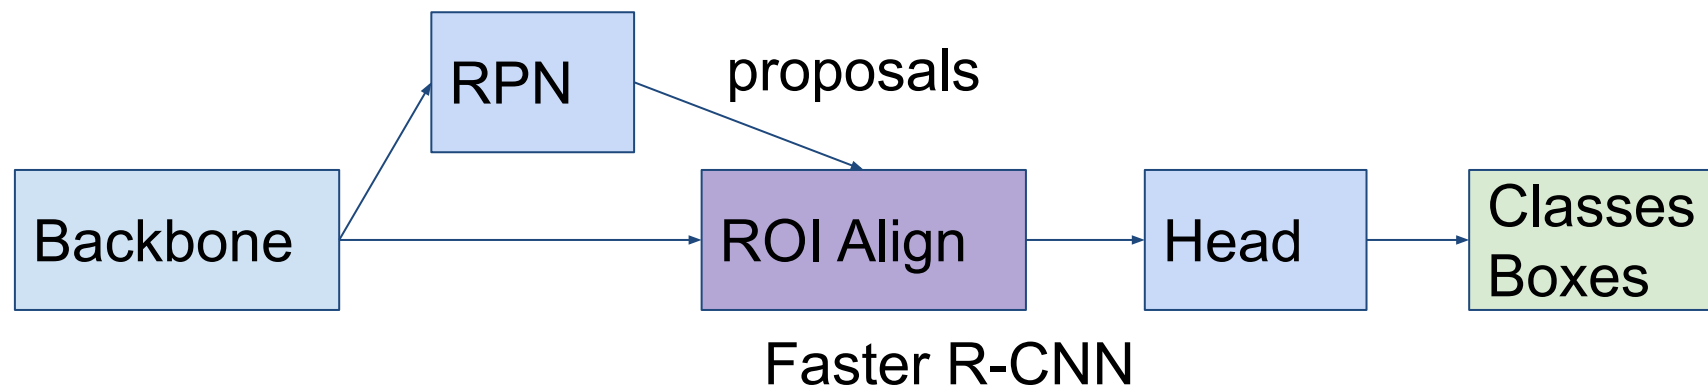 RPN
proposals
Backbone
ROI Align
Head
Classes
Boxes
Faster R-CNN